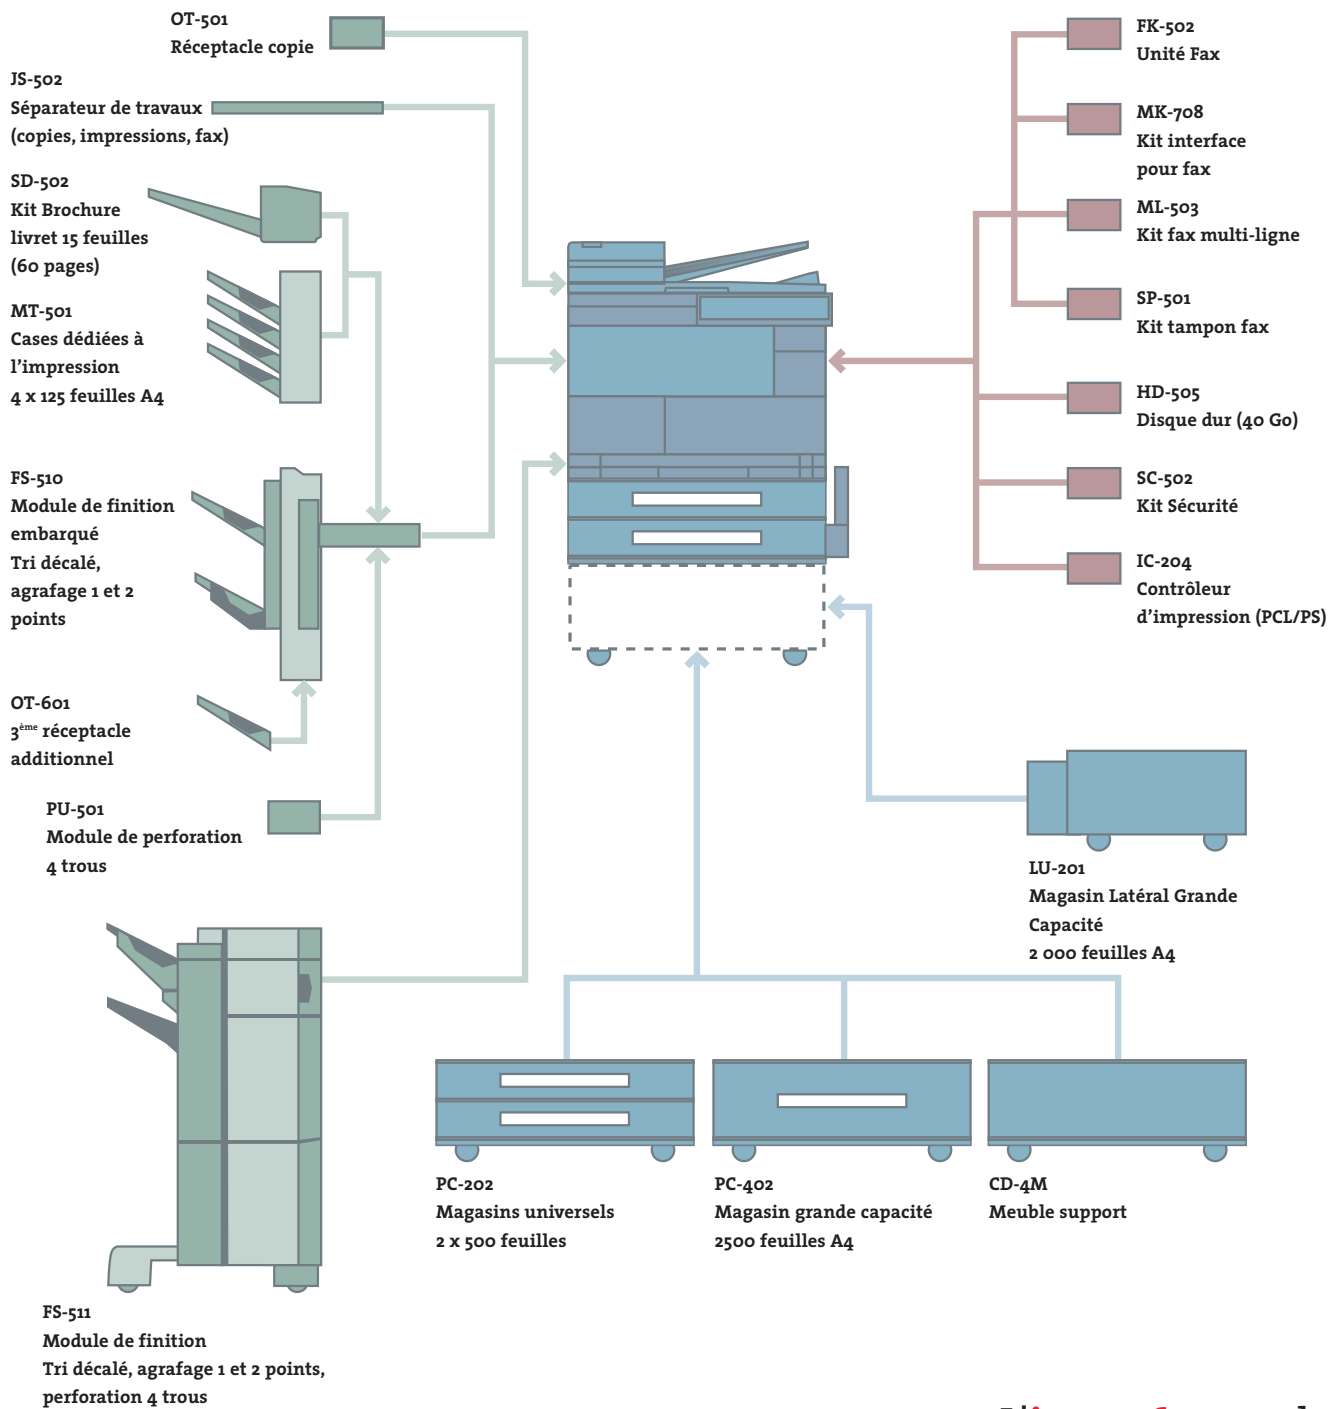 OT-501
Réceptacle copie
JS-502
Séparateur de travaux
(copies, impressions, fax)
SD-502
Kit Brochure
livret 15 feuilles
(60 pages)
MT-501
Cases dédiées à
l’impression
4 x 125 feuilles A4
FS-510
Module de finition
embarqué
Tri décalé,
agrafage 1 et 2
points
OT-601
3ème réceptacle
additionnel
PU-501
Module de perforation
4 trous
FS-511
Module de finition
Tri décalé, agrafage 1 et 2 points,
perforation 4 trous
FK-502
Unité Fax
MK-708
Kit interface
pour fax
ML-503
Kit fax multi-ligne
SP-501
Kit tampon fax
HD-505
Disque dur (40 Go)
SC-502
Kit Sécurité
IC-204
Contrôleur
d’impression (PCL/PS)
LU-201
Magasin Latéral Grande
Capacité
2 000 feuilles A4
PC-202
Magasins universels
2 x 500 feuilles
PC-402
Magasin grande capacité
2500 feuilles A4
CD-4M
Meuble support